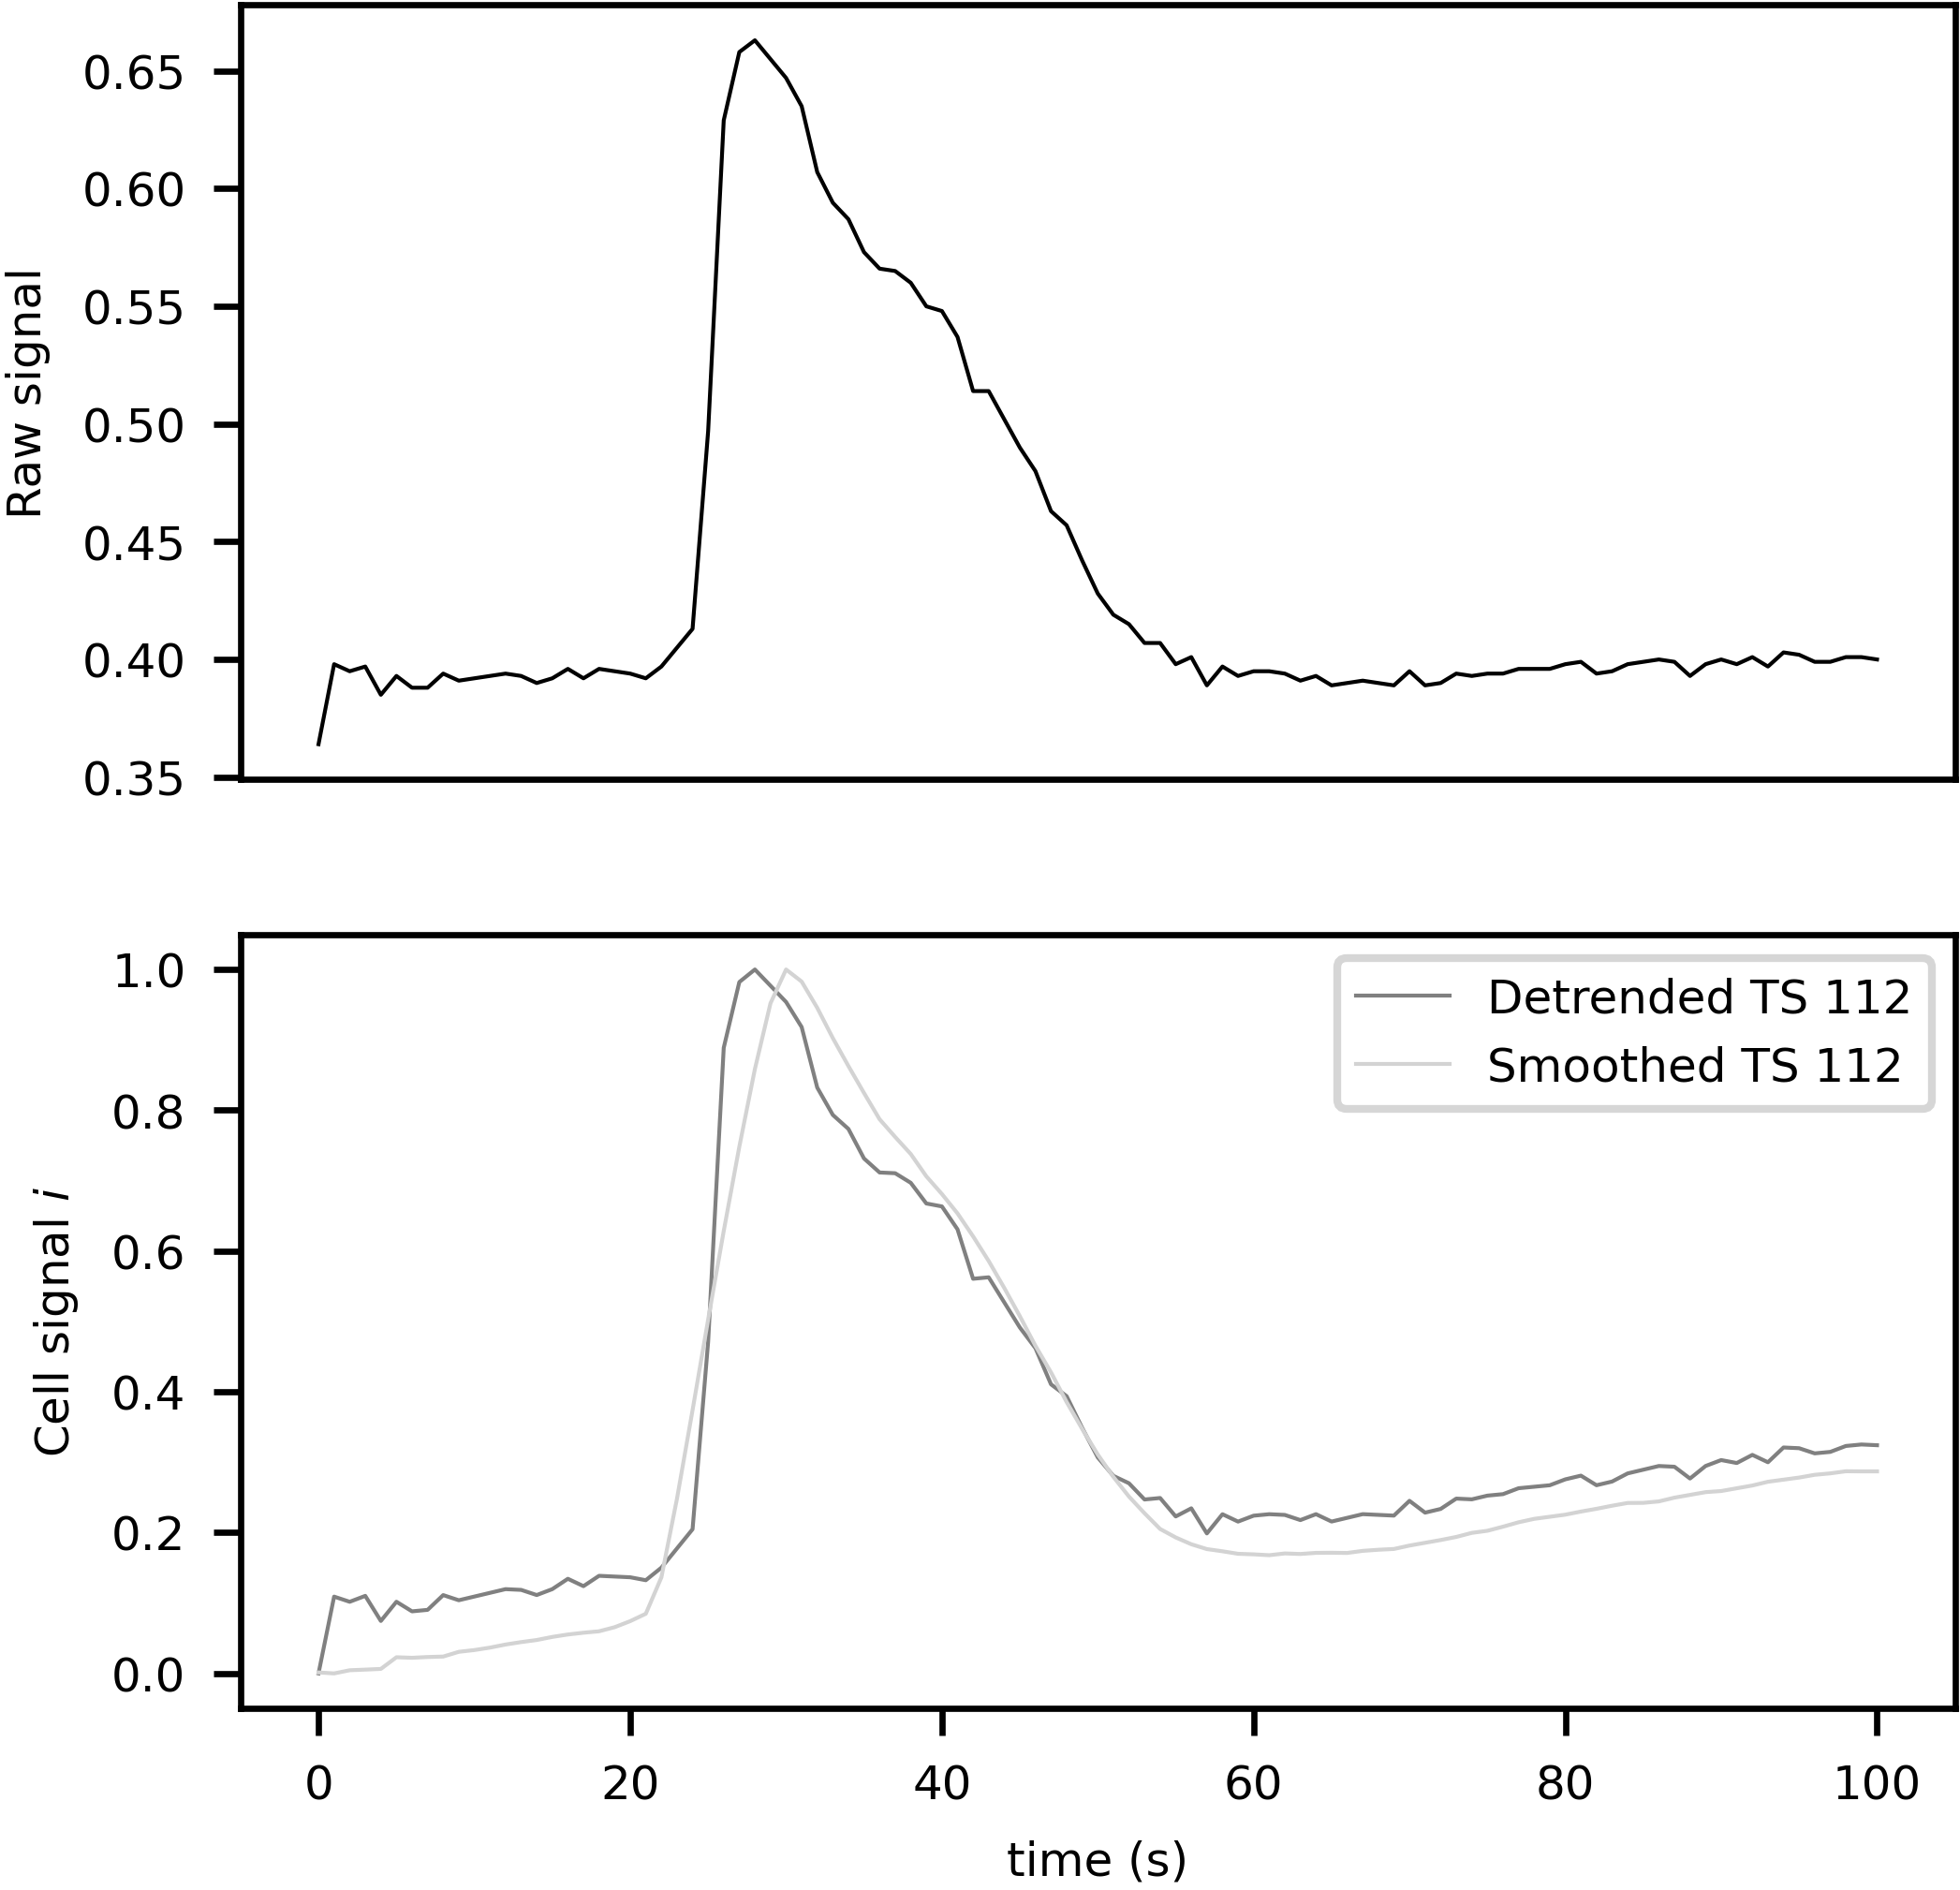 0.65
0.60
0.55
0.50
0.45
0.40
0.35
Raw signal
1.0
0.8
0.6
0.4
0.2
0.0
Cell signal i
Detrended TS 112
Smoothed TS 112
0 20 40 60 80 100
time (s)